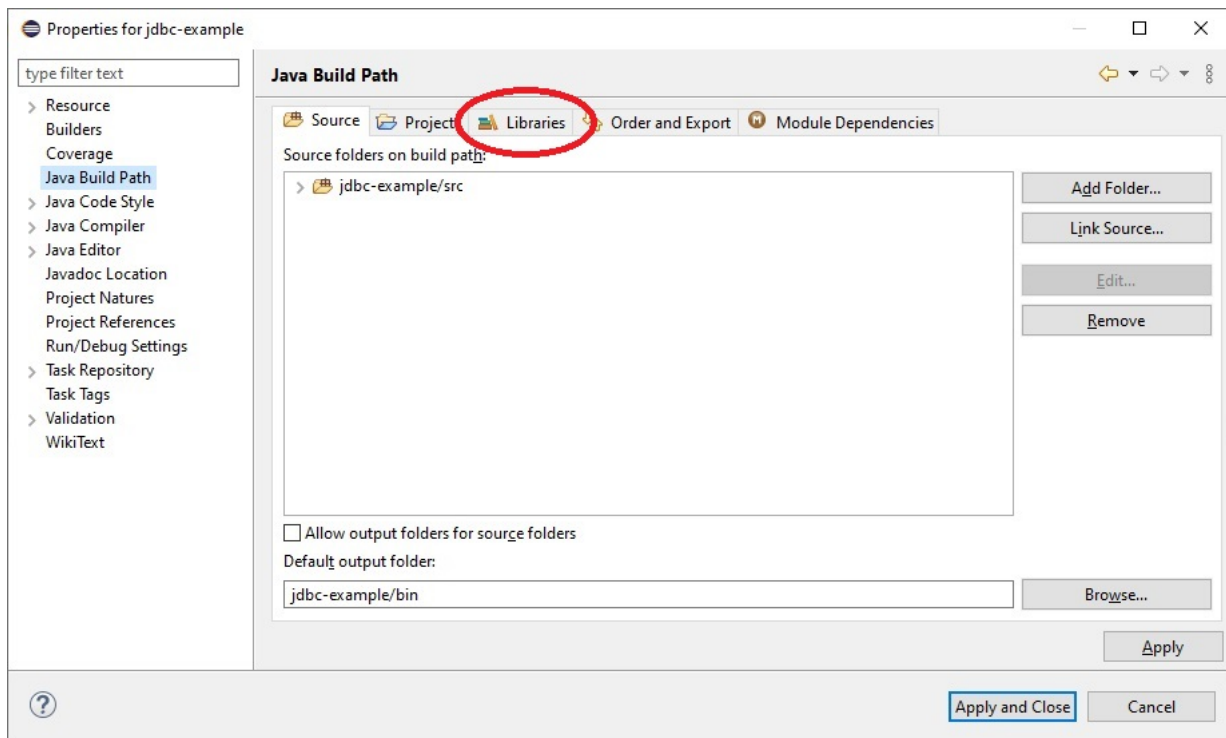 Properties for jdbc-example
type filter text
Resource
Builders
Coverage
Java Build Path
Java Code Style
Java Compiler
Java Editor
Javadoc Location
Project Natures
Project References
Run/Debug Settings
Task Repository
Task Tags
Validation
WikiText
Java Build Path
Source Project Libraries Order and Export Module Dependencies
Source folders on build path:
jdbc-example/src
Add Folder...
Link Source...
Edit...
Remove
Allow output folders for source folders
Default output folder:
jdbc-example/bin
Browse...
Apply
? Apply and Close Cancel